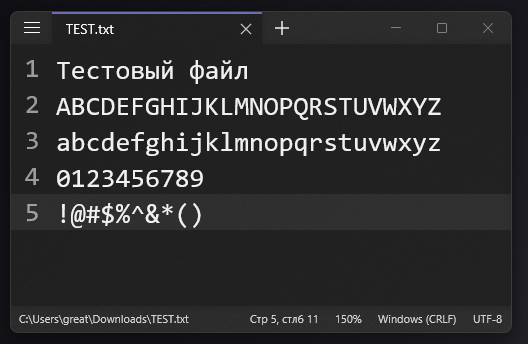 TEST.txt
1 Тестовый файл
2 ABCDEFGHIJKLMNOPQRSTUVWXYZ
3 abcdefghijklmnopqrstuvwxyz
4 0123456789
5 !@#$%^&*()
C:\Users\great\Downloads\TEST.txt Стр 5, стлб 11 150% Windows (CRLF) UTF-8